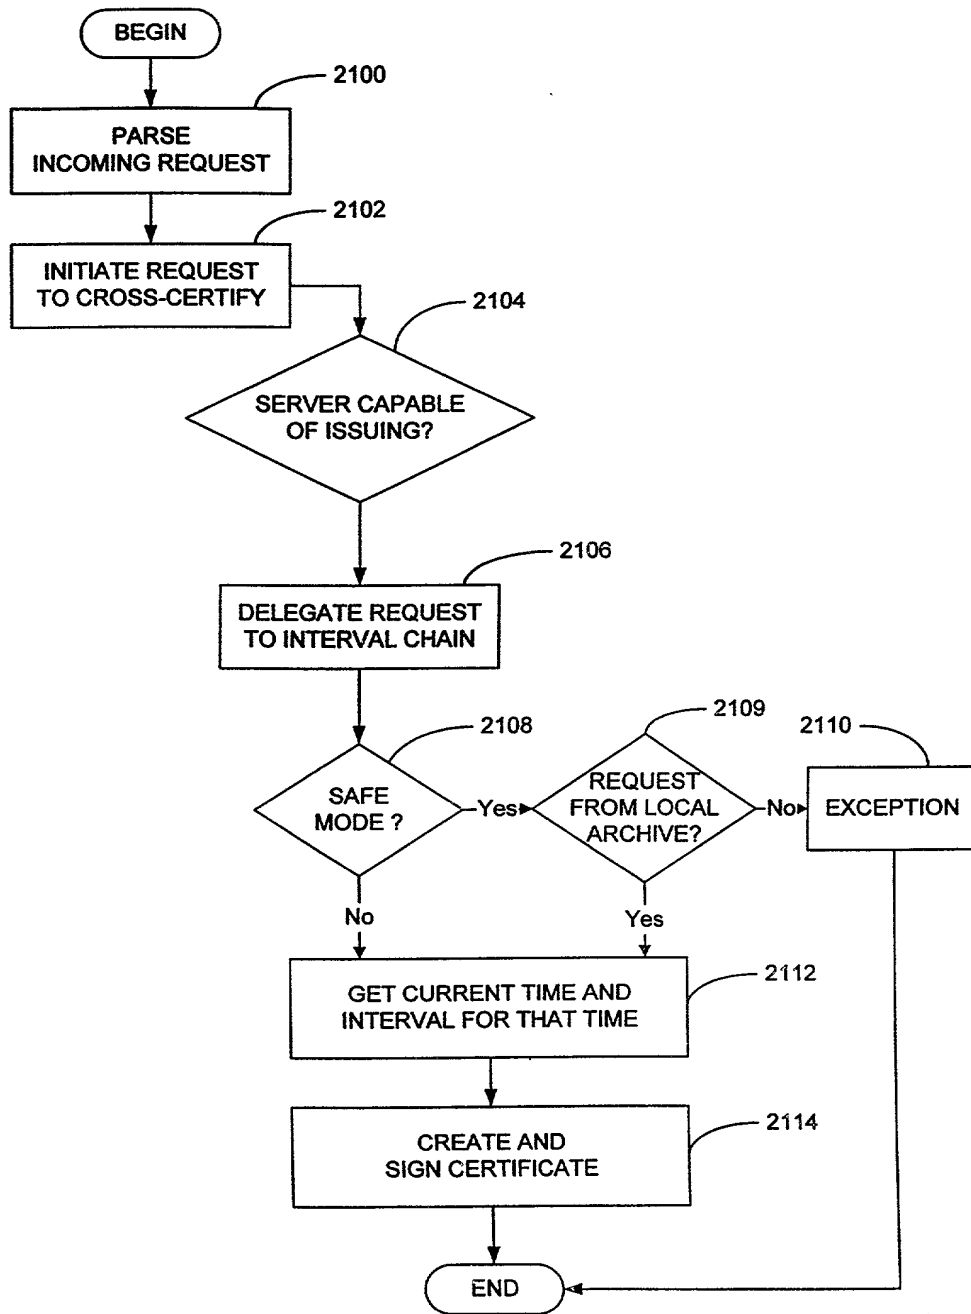 BEGIN
2100
PARSE
INCOMING REQUEST
2102
INITIATE REQUEST
TO CROSS-CERTIFY
2104
SERVER CAPABLE
OF ISSUING?
2106
DELEGATE REQUEST
TO INTERVAL CHAIN
2108
SAFE
MODE ?
Yes
2109
REQUEST
FROM LOCAL
ARCHIVE?
No
2110
EXCEPTION
No
Yes
2112
GET CURRENT TIME AND
INTERVAL FOR THAT TIME
2114
CREATE AND
SIGN CERTIFICATE
END